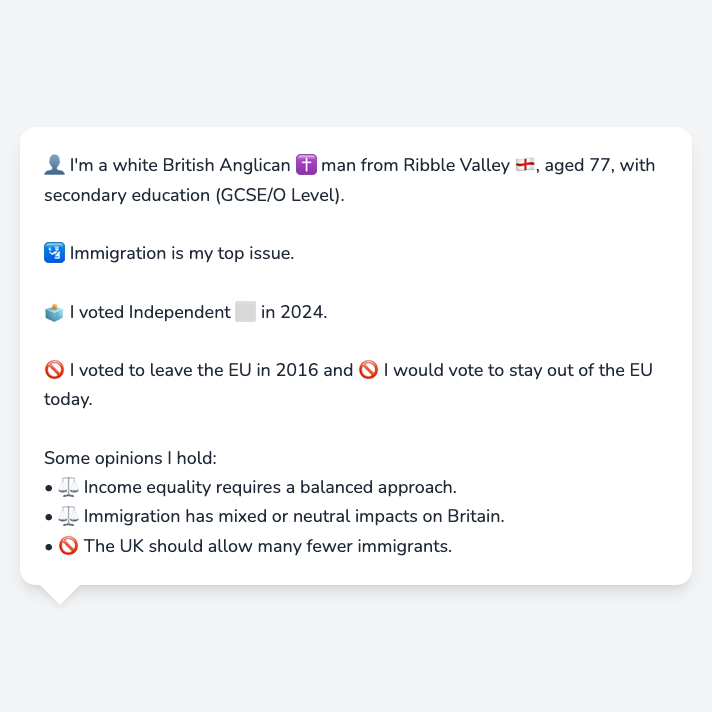 👤 I'm a white British Anglican ✝️ man from Ribble Valley 🏴󠁧󠁢󠁥󠁮󠁧󠁿, aged 77, with
secondary education (GCSE/O Level).
🛂 Immigration is my top issue.
🗳️ I voted Independent ⬜ in 2024.
🚫 I voted to leave the EU in 2016 and 🚫 I would vote to stay out of the EU
today.
Some opinions I hold:
• ⚖️ Income equality requires a balanced approach.
• ⚖️ Immigration has mixed or neutral impacts on Britain.
• 🚫 The UK should allow many fewer immigrants.